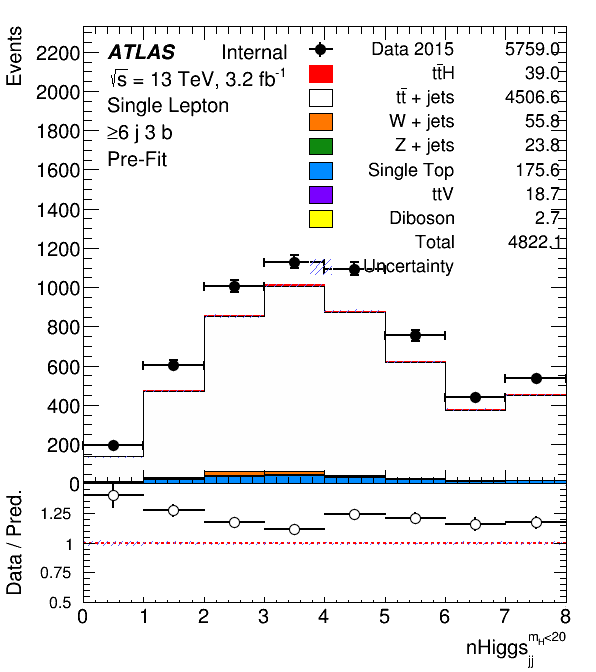 Events
2200
2000
1800
1600
1400
1200
1000
800
600
400
200
0
ATLAS Internal
√s = 13 TeV, 3.2 fb⁻¹
Single Lepton
≥6 j 3 b
Pre-Fit
Data 2015 5759.0
tt̄H 39.0
tt̄ + jets 4506.6
W + jets 55.8
Z + jets 23.8
Single Top 175.6
ttV 18.7
Diboson 2.7
Total 4822.1
Uncertainty
Data / Pred.
1.25
1
0.75
0.5
0 1 2 3 4 5 6 7 8
nHiggs_jj^{m_H<20}